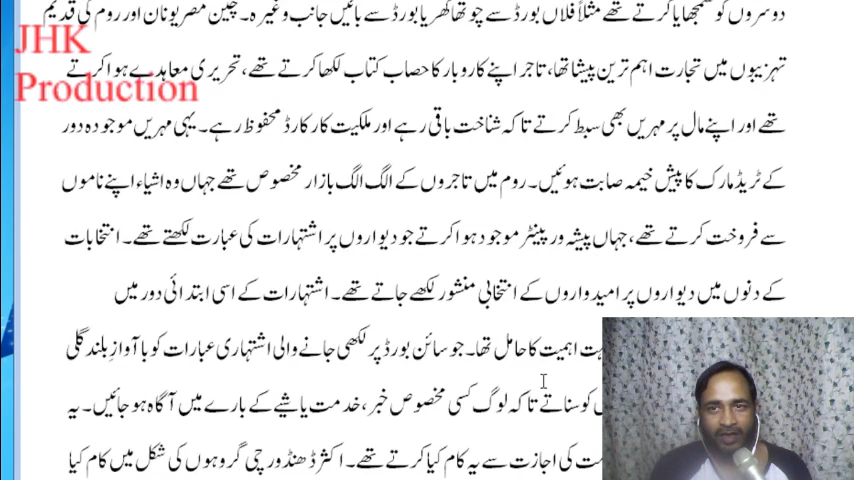 دوسروں کو سمجھایا کرتے تھے مثلاً فلاں بورڈ سے چوتھا گھر یا بورڈ سے بائیں جانب وغیرہ۔ چین مصر یونان اور روم کی قدیم
JHK
تہزیبوں میں تجارت اہم ترین پیشا تھا، تاجر اپنے کاروبار کا حصاب کتاب لکھا کرتے تھے، تحریری معاہدے ہوا کرتے
Production
تھے اور اپنے مال پر مہریں بھی سبط کرتے تا کہ شناخت باقی رہے اور ملکیت کا رکارڈ محفوظ رہے۔ یہی مہریں موجودہ دور
کے ٹریڈ مارک کا پیش خیمہ صابت ہوئیں۔ روم میں تاجروں کے الگ الگ بازار مخصوص تھے جہاں وہ اشیاء اپنے ناموں
سے فروخت کرتے تھے، جہاں پیشہ ور پینٹر موجود ہوا کرتے جو دیواروں پر اشتہارات کی عبارت لکھتے تھے۔ انتخابات
کے دنوں میں دیواروں پر امیدواروں کے انتخابی منشور لکھے جاتے تھے۔ اشتہارات کے اسی ابتدائی دور میں
اہمیت کا حامل تھا۔ جو سائن بورڈ پر لکھی جانے والی اشتہاری عبارات کو باآوازِ بلند گلی
کو سناتے تا کہ لوگ کسی مخصوص خبر، خدمت یا شیے کے بارے میں آگاہ ہو جائیں۔ یہ
کی اجازت سے یہ کام کیا کرتے تھے۔ اکثر ڈھنڈورچی گروہوں کی شکل میں کام کیا